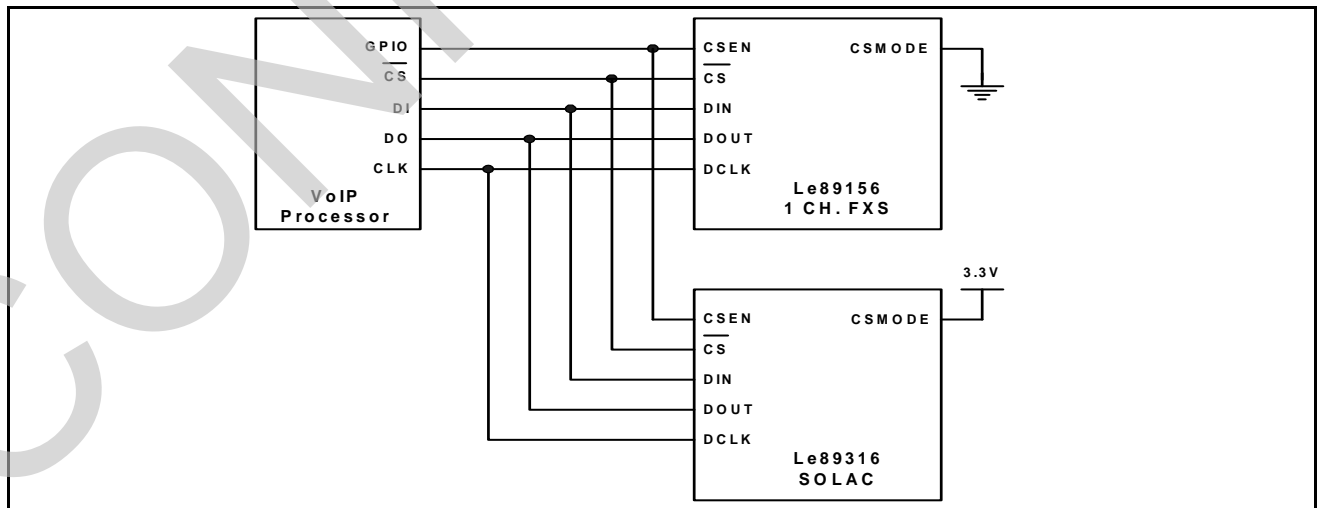 GPIO
CS
DI
DO
CLK
VoIP
Processor
CSEN
CS
DIN
DOUT
DCLK
CSMODE
Le89156
1 CH. FXS
3.3V
CSEN
CS
DIN
DOUT
DCLK
CSMODE
Le89316
SOLAC
CON